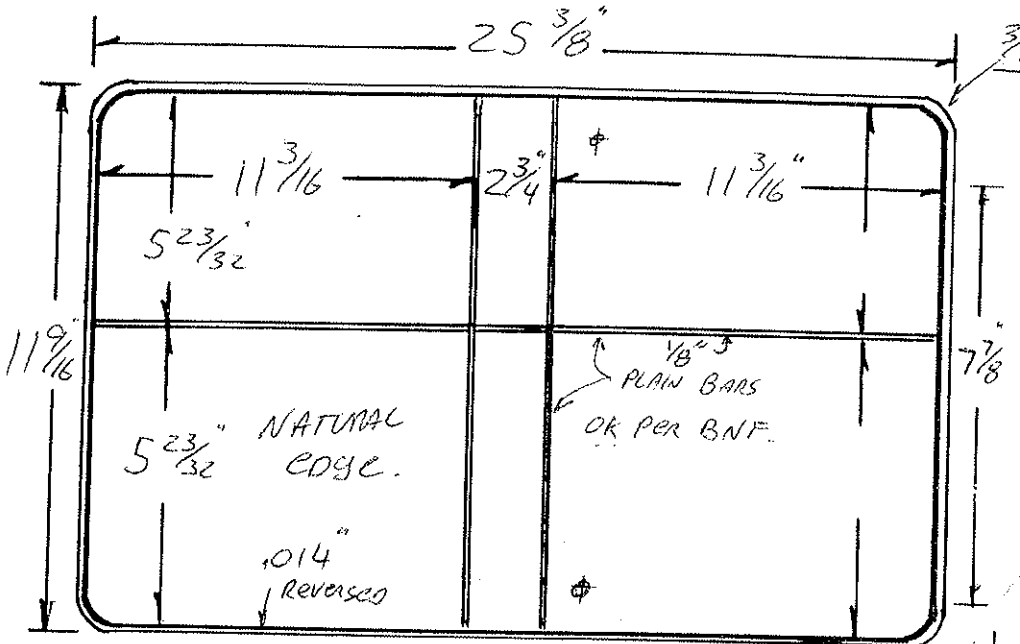 25 3/8"
11 3/16 2 3/4" 11 3/16"
5 23/32"
11 9/16"
7 7/8
1/8"
PLAIN BARS
OK PER BNF.
5 23/32"
NATURAL
EDGE.
.014"
REVERSED